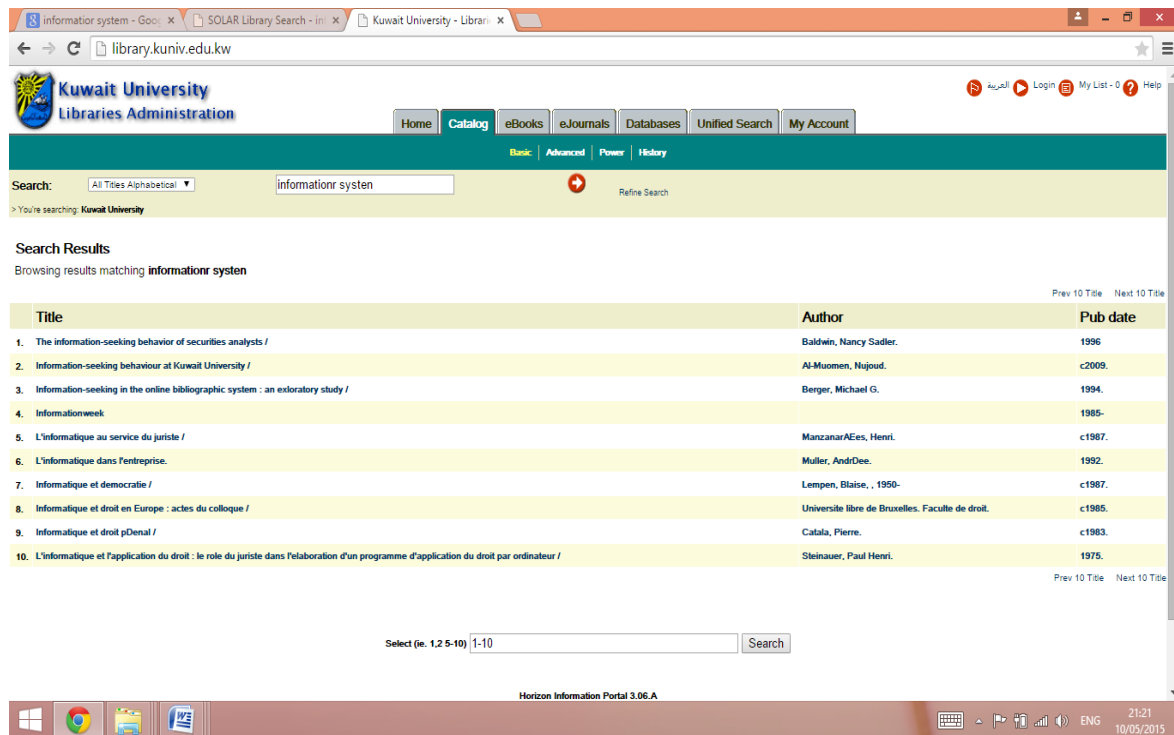 informatior system - Goog
SOLAR Library Search - inf
Kuwait University - Librari
library.kuniv.edu.kw
Kuwait University
Libraries Administration
العربية Login My List - 0 Help
Home Catalog eBooks eJournals Databases Unified Search My Account
Basic Advanced Power History
Search: All Titles Alphabetical informationr systen Refine Search
> You're searching: Kuwait University
Search Results
Browsing results matching informationr systen
Prev 10 Title Next 10 Title
Title Author Pub date
1. The information-seeking behavior of securities analysts / Baldwin, Nancy Sadler. 1996
2. Information-seeking behaviour at Kuwait University / Al-Muomen, Nujoud. c2009.
3. Information-seeking in the online bibliographic system : an exloratory study / Berger, Michael G. 1994.
4. Informationweek 1985-
5. L'informatique au service du juriste / ManzanarAEes, Henri. c1987.
6. L'informatique dans l'entreprise. Muller, AndrDee. 1992.
7. Informatique et democratie / Lempen, Blaise, , 1950- c1987.
8. Informatique et droit en Europe : actes du colloque / Universite libre de Bruxelles. Faculte de droit. c1985.
9. Informatique et droit pDenal / Catala, Pierre. c1983.
10. L'informatique et l'application du droit : le role du juriste dans l'elaboration d'un programme d'application du droit par ordinateur / Steinauer, Paul Henri. 1975.
Prev 10 Title Next 10 Title
Select (ie. 1,2 5-10) 1-10 Search
Horizon Information Portal 3.06.A
ENG 21:21
10/05/2015